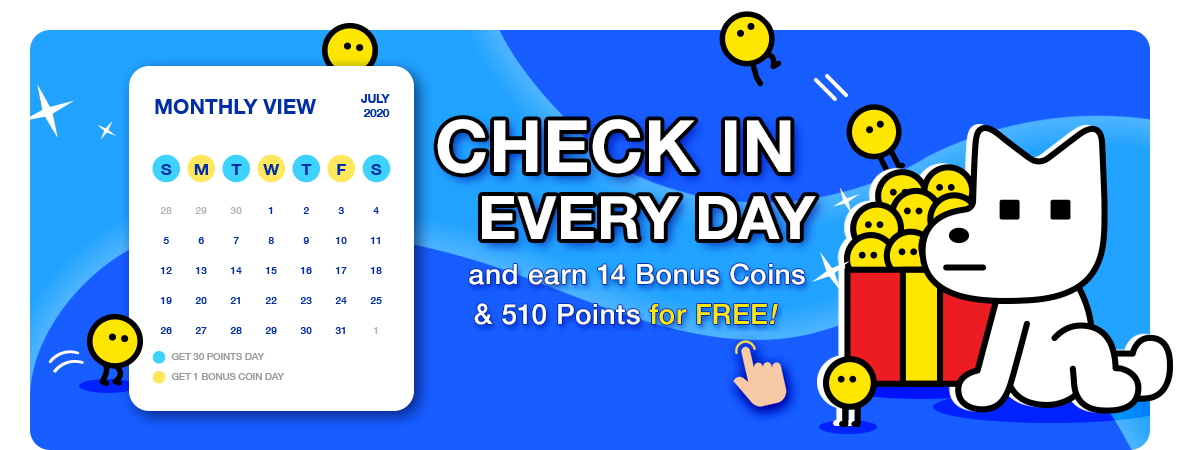 MONTHLY VIEW
JULY
2020
S M T W T F S
28 29 30 1 2 3 4
5 6 7 8 9 10 11
12 13 14 15 16 17 18
19 20 21 22 23 24 25
26 27 28 29 30 31 1
GET 30 POINTS DAY
GET 1 BONUS COIN DAY
CHECK IN
EVERY DAY
and earn 14 Bonus Coins
& 510 Points for FREE!